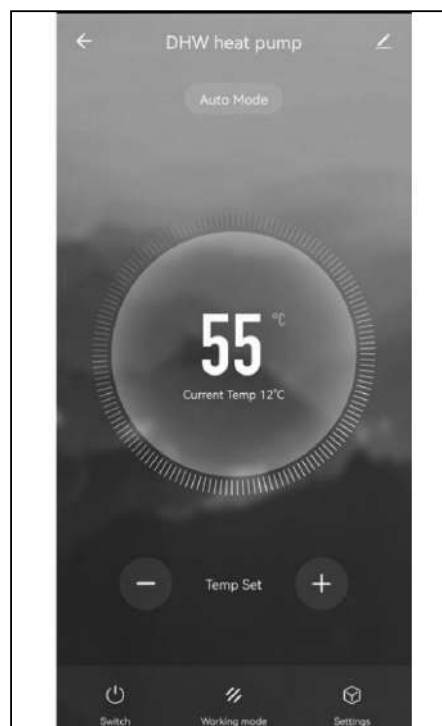 DHW heat pump
Auto Mode
55 °C
Current Temp 12°C
Temp Set
Switch Working mode Settings